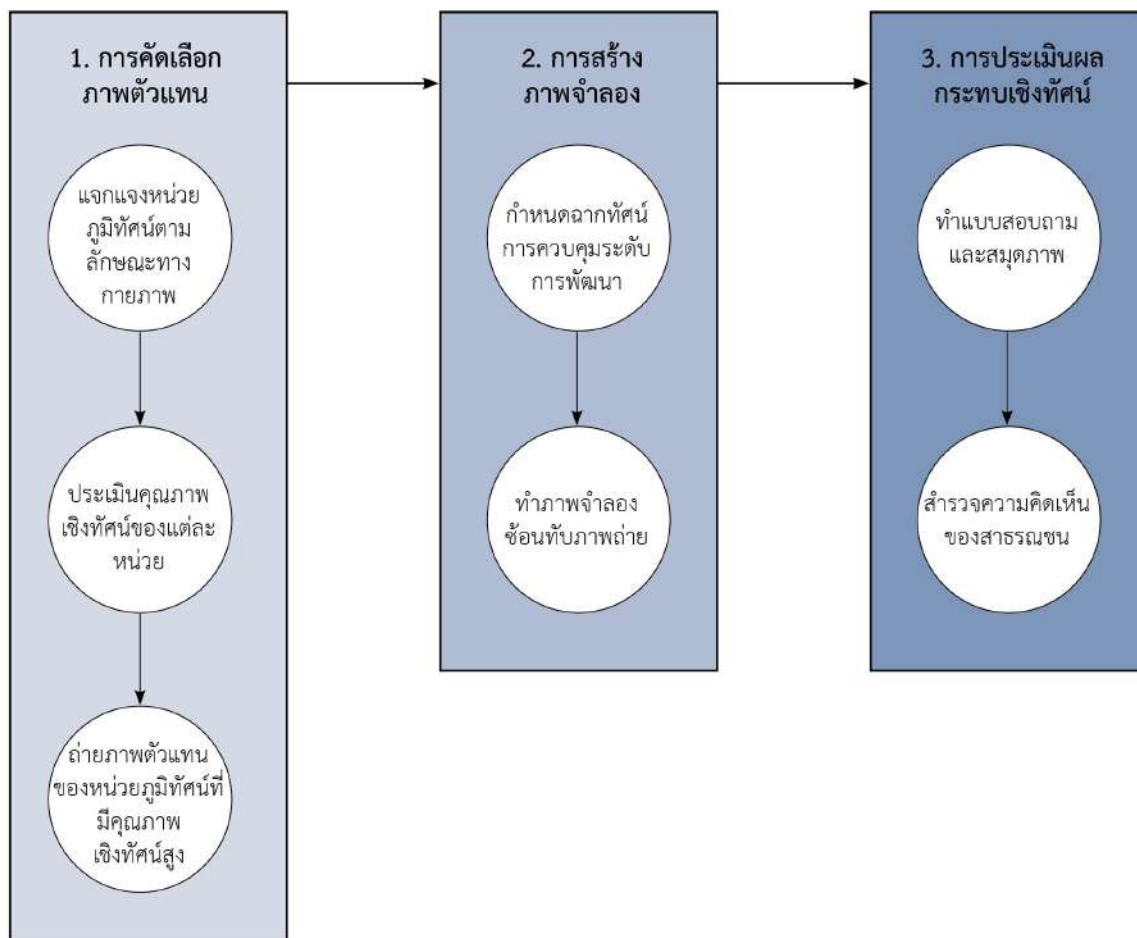 1. การคัดเลือก
ภาพตัวแทน
แจกแจงหน่วย
ภูมิทัศน์ตาม
ลักษณะทาง
กายภาพ
ประเมินคุณภาพ
เชิงทัศน์ของแต่ละ
หน่วย
ถ่ายภาพตัวแทน
ของหน่วยภูมิทัศน์ที่
มีคุณภาพ
เชิงทัศน์สูง
2. การสร้าง
ภาพจำลอง
กำหนดฉากทัศน์
การควบคุมระดับ
การพัฒนา
ทำภาพจำลอง
ซ้อนทับภาพถ่าย
3. การประเมินผล
กระทบเชิงทัศน์
ทำแบบสอบถาม
และสมุดภาพ
สำรวจความคิดเห็น
ของสาธรณชน